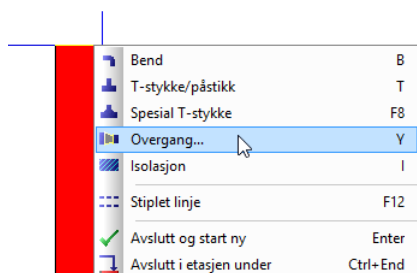 Bend B
T-stykke/påstikk T
Spesial T-stykke F8
Overgang... Y
Isolasjon I
Stiplet linje F12
Avslutt og start ny Enter
Avslutt i etasjen under Ctrl+End